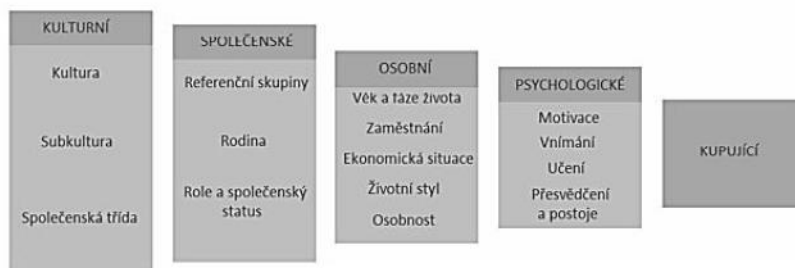 KULTURNÍ
Kultura
Subkultura
Společenská třída
SPOLEČENSKÉ
Referenční skupiny
Rodina
Role a společenský
status
OSOBNÍ
Věk a fáze života
Zaměstnání
Ekonomická situace
Životní styl
Osobnost
PSYCHOLOGICKÉ
Motivace
Vnímání
Učení
Přesvědčení
a postoje
KUPUJÍCÍ